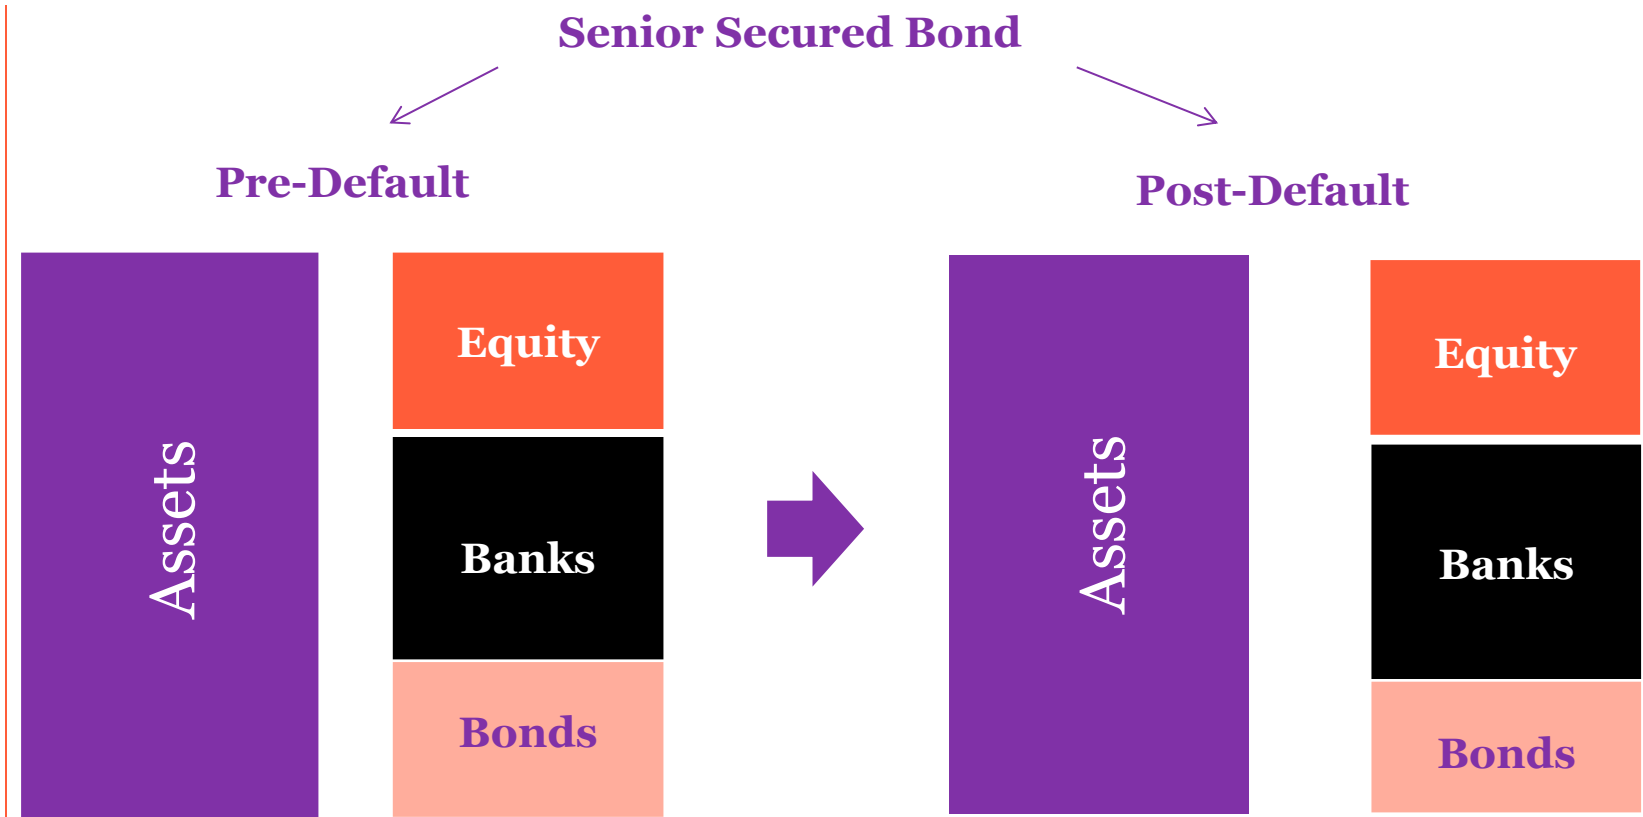 Senior Secured Bond
Pre-Default
Post-Default
Assets
Equity
Banks
Bonds
Assets
Equity
Banks
Bonds